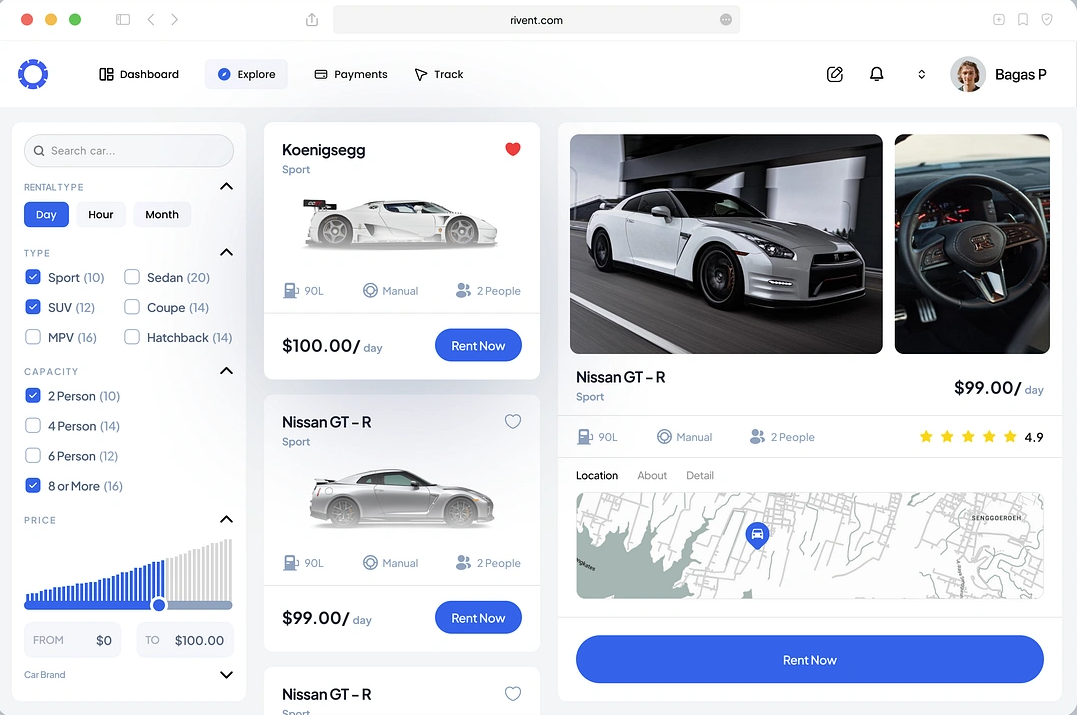 rivent.com
Dashboard
Explore
Payments
Track
Bagas P
Search car...
RENTAL TYPE
Day
Hour
Month
TYPE
Sport (10)
Sedan (20)
SUV (12)
Coupe (14)
MPV (16)
Hatchback (14)
CAPACITY
2 Person (10)
4 Person (14)
6 Person (12)
8 or More (16)
PRICE
FROM $0
TO $100.00
Car Brand
Koenigsegg
Sport
90L
Manual
2 People
$100.00/ day
Rent Now
Nissan GT – R
Sport
90L
Manual
2 People
$99.00/ day
Rent Now
Nissan GT – R
Sport
Nissan GT – R
Sport
$99.00/ day
90L
Manual
2 People
4.9
Location
About
Detail
SENGGOEROEH
Rent Now